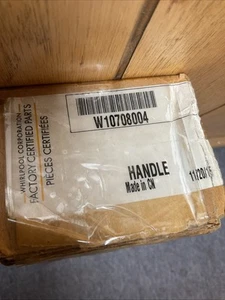 WHIRLPOOL CORPORATION
FACTORY CERTIFIED PARTS
PIÈCES CERTIFIÉES
W10708004
HANDLE
Made in CN